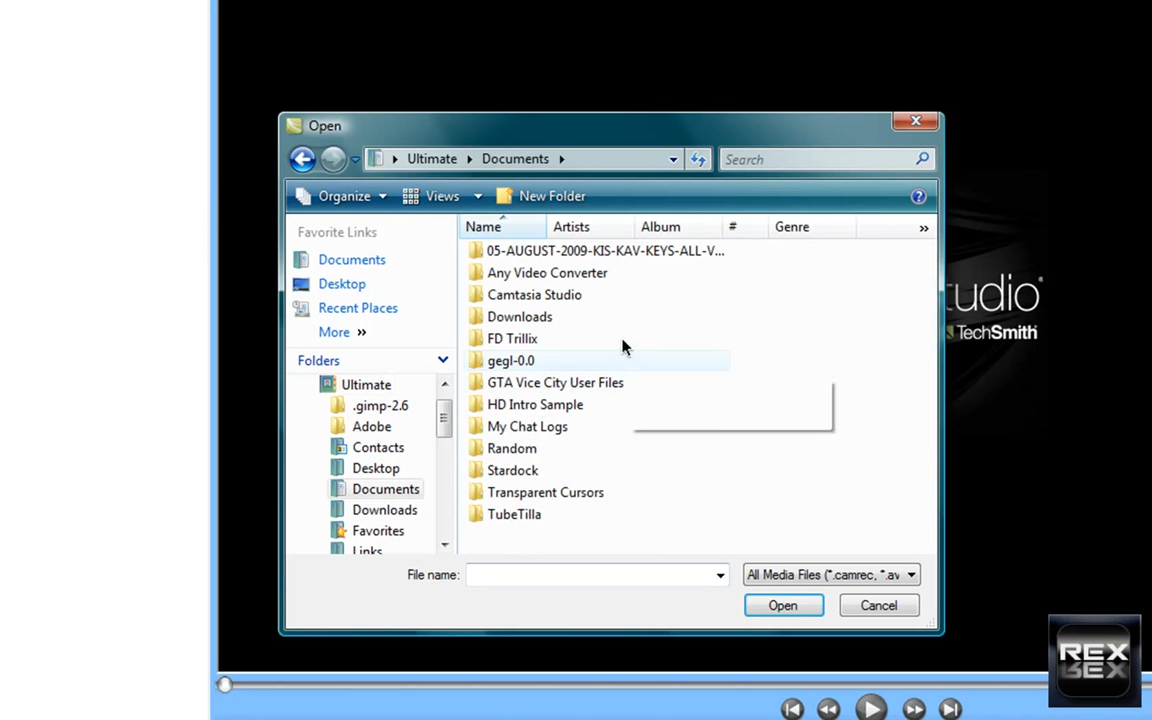 Open
Ultimate Documents
Search
Organize Views New Folder
Favorite Links
Documents
Desktop
Recent Places
More »
Folders
Ultimate
.gimp-2.6
Adobe
Contacts
Desktop
Documents
Downloads
Favorites
Links
Name Artists Album # Genre »
05-AUGUST-2009-KIS-KAV-KEYS-ALL-V...
Any Video Converter
Camtasia Studio
Downloads
FD Trillix
gegl-0.0
GTA Vice City User Files
HD Intro Sample
My Chat Logs
Random
Stardock
Transparent Cursors
TubeTilla
File name:
All Media Files (*.camrec, *.av
Open Cancel
tudio®
TechSmith
REX